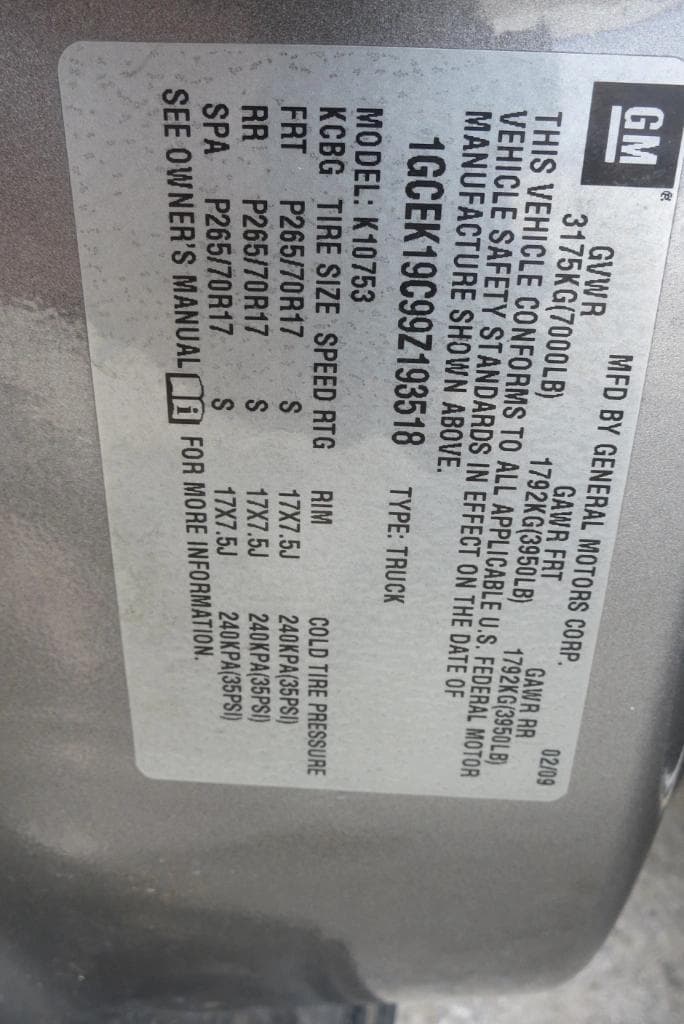 GM®
MFD BY GENERAL MOTORS CORP. 02/09
GVWR GAWR FRT GAWR RR
3175KG(7000LB) 1792KG(3950LB) 1792KG(3950LB)
THIS VEHICLE CONFORMS TO ALL APPLICABLE U.S. FEDERAL MOTOR
VEHICLE SAFETY STANDARDS IN EFFECT ON THE DATE OF
MANUFACTURE SHOWN ABOVE.
1GCEK19C99Z193518 TYPE: TRUCK
MODEL: K10753
KCBG TIRE SIZE SPEED RTG RIM COLD TIRE PRESSURE
FRT P265/70R17 S 17X7.5J 240KPA(35PSI)
RR P265/70R17 S 17X7.5J 240KPA(35PSI)
SPA P265/70R17 S 17X7.5J 240KPA(35PSI)
SEE OWNER'S MANUAL i FOR MORE INFORMATION.